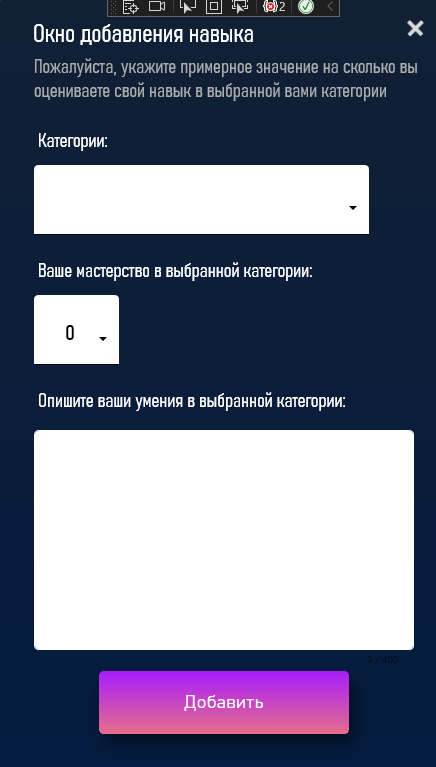 2
Окно добавления навыка
Пожалуйста, укажите примерное значение на сколько вы
оцениваете свой навык в выбранной вами категории
Категории:
Ваше мастерство в выбранной категории:
0
Опишите ваши умения в выбранной категории:
/ 400
Добавить